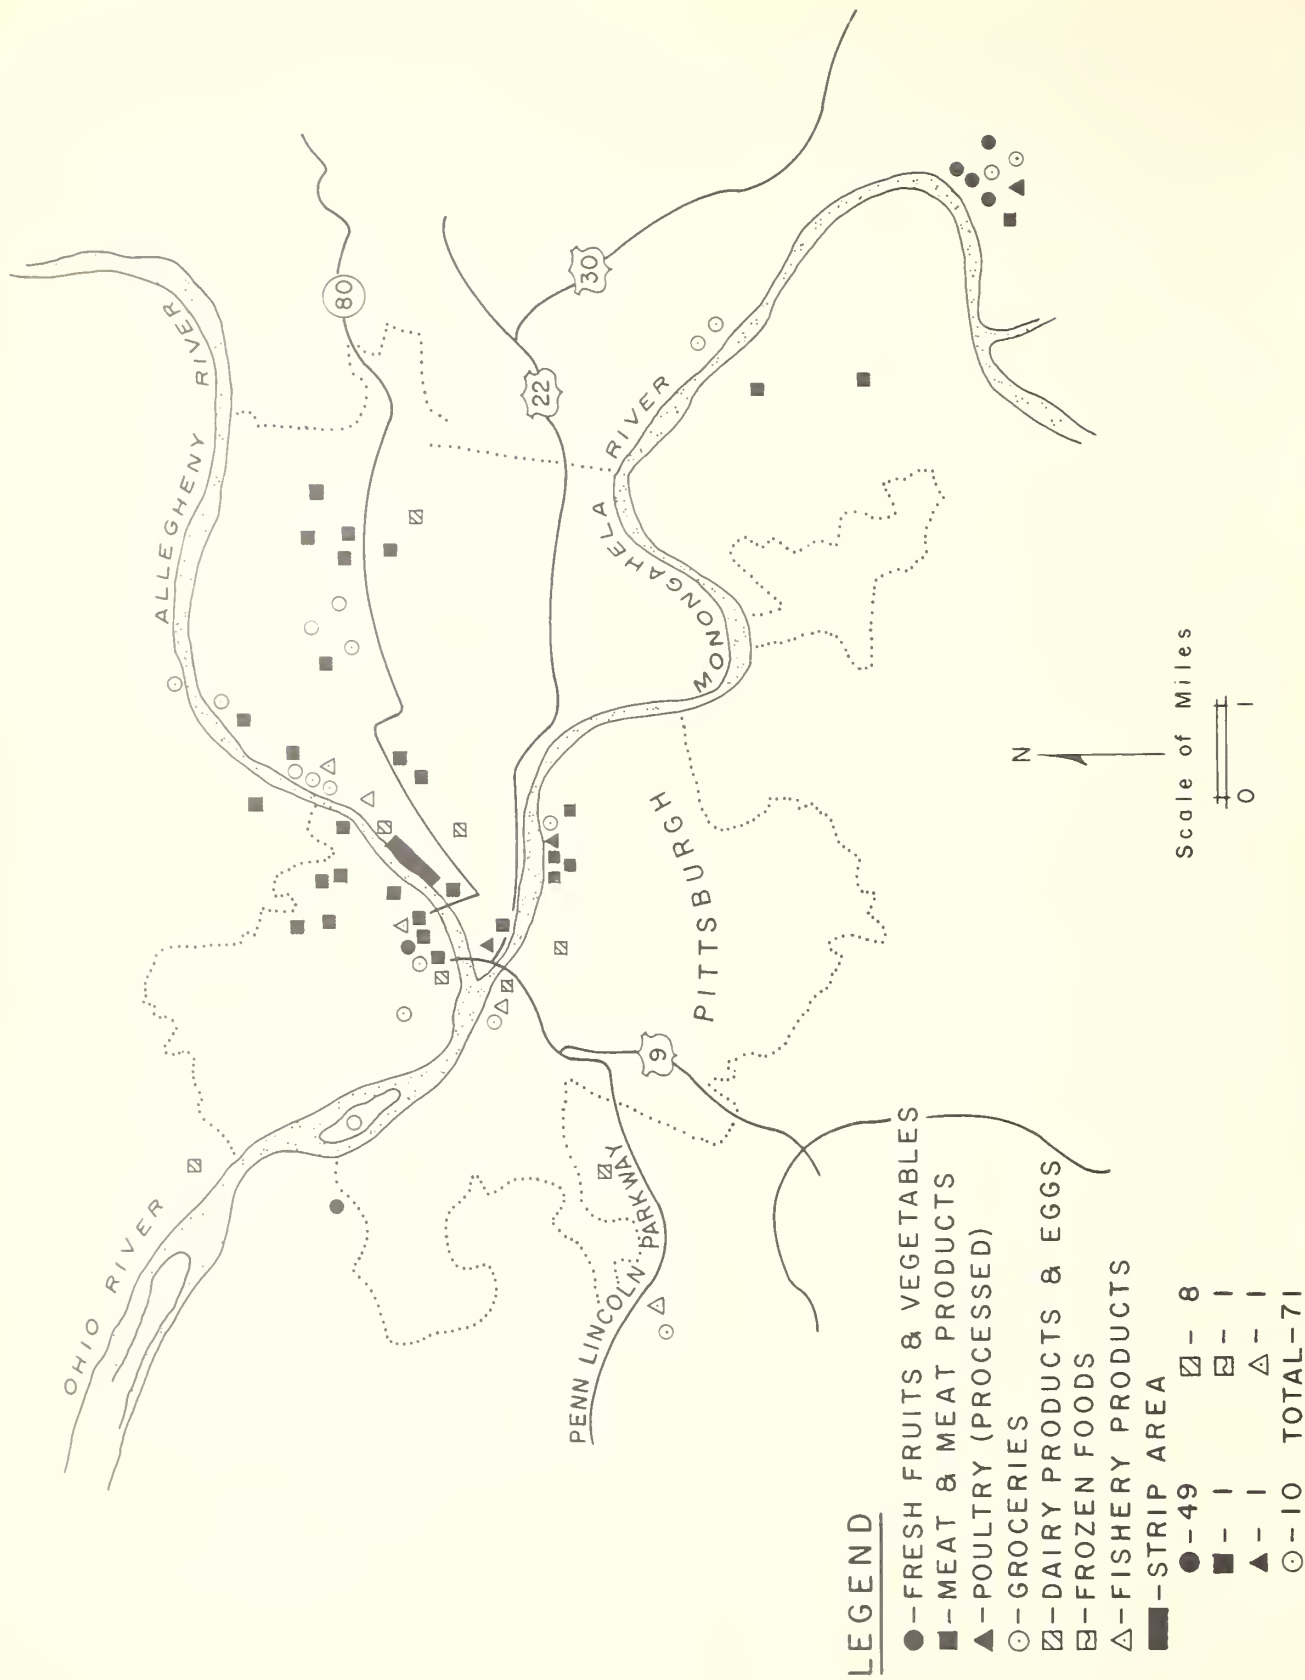 ALLEGHENY RIVER
OHIO RIVER
MONONGAHELA RIVER
80
30
22
19
PITTSBURGH
PENN LINCOLN PARKWAY
N
Scale of Miles
0 1
LEGEND
-FRESH FRUITS & VEGETABLES
-MEAT & MEAT PRODUCTS
-POULTRY (PROCESSED)
-GROCERIES
-DAIRY PRODUCTS & EGGS
-FROZEN FOODS
-FISHERY PRODUCTS
-STRIP AREA
-49 -8
-1 -1
-1 -1
-10 TOTAL-71